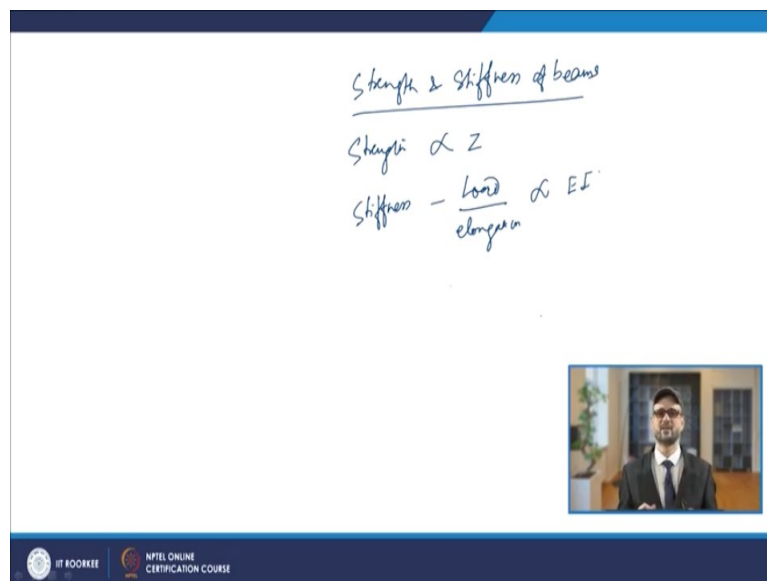 Strength & Stiffness of beams
Strength ∝ Z
Stiffness - Load / elongation ∝ EI
IIT ROORKEE
NPTEL ONLINE
CERTIFICATION COURSE